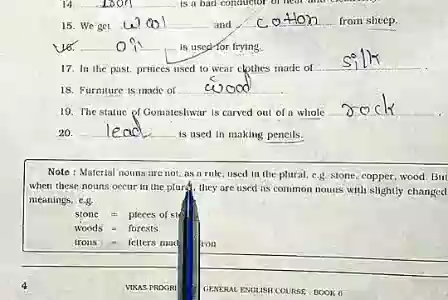 14 Iron is a bad conductor of heat and
15. We get wool and cotton from sheep.
16. Oil is used for frying.
17. In the past, princes used to wear clothes made of silk
18. Furniture is made of wood
19. The statue of Gomateshwar is carved out of a whole rock
20. lead is used in making pencils.
Note : Material nouns are not, as a rule, used in the plural, e.g. stone, copper, wood. But
when these nouns occur in the plural, they are used as common nouns with slightly changed
meanings, e.g.
stone = pieces of
woods = forests
irons = fetters
4 VIKAS GENERAL ENGLISH COURSE - BOOK 6